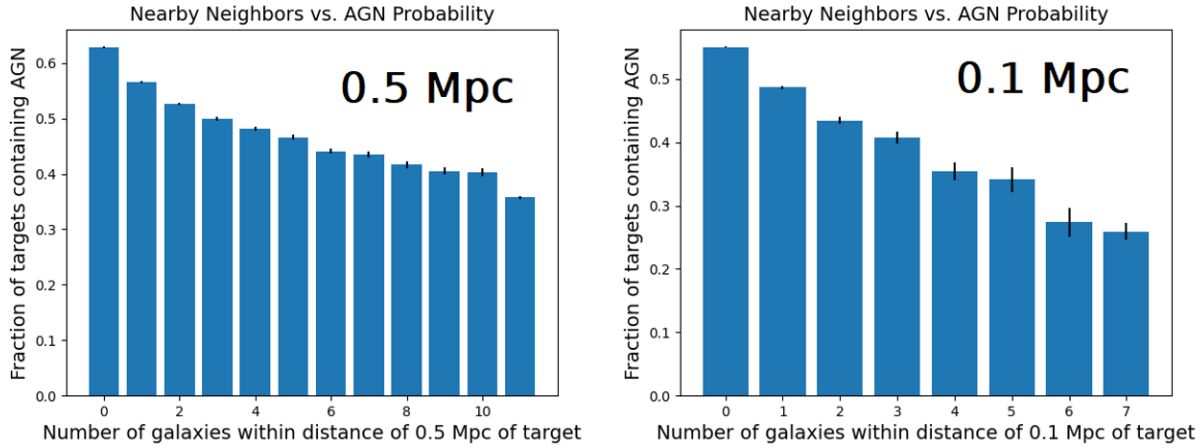 Nearby Neighbors vs. AGN Probability
0.5 Mpc
Fraction of targets containing AGN
0.6
0.5
0.4
0.3
0.2
0.1
0.0
0 2 4 6 8 10
Number of galaxies within distance of 0.5 Mpc of target
Nearby Neighbors vs. AGN Probability
0.1 Mpc
Fraction of targets containing AGN
0.5
0.4
0.3
0.2
0.1
0.0
0 1 2 3 4 5 6 7
Number of galaxies within distance of 0.1 Mpc of target